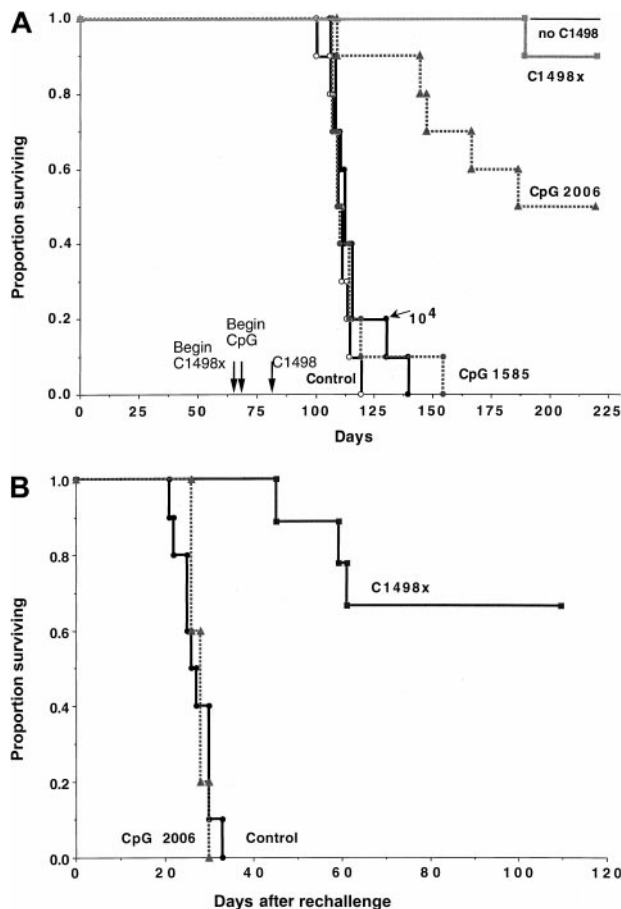 A
1.0
no C1498
C1498x
0.8
Proportion surviving
0.6
CpG 2006
0.4
0.2
10⁴
Begin
CpG
Begin
C1498x
C1498
Control
CpG 1585
0.0
0 25 50 75 100 125 150 175 200 225
Days
B
1.0
0.8
C1498x
Proportion surviving
0.6
0.4
0.2
CpG 2006
Control
0.0
0 20 40 60 80 100 120
Days after rechallenge